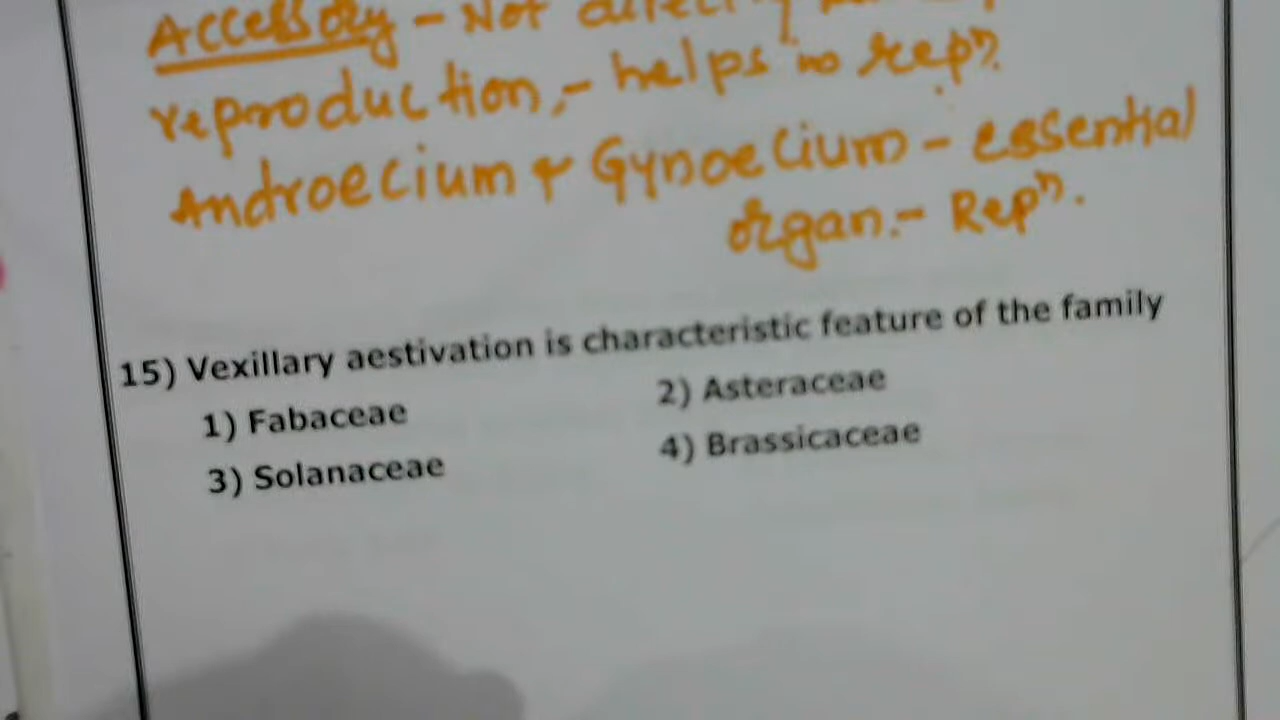 Accessory - Not directly
reproduction,- helps in repn.
Androecium & Gynoecium - essential
organ.- Repn.
15) Vexillary aestivation is characteristic feature of the family
1) Fabaceae 2) Asteraceae
3) Solanaceae 4) Brassicaceae